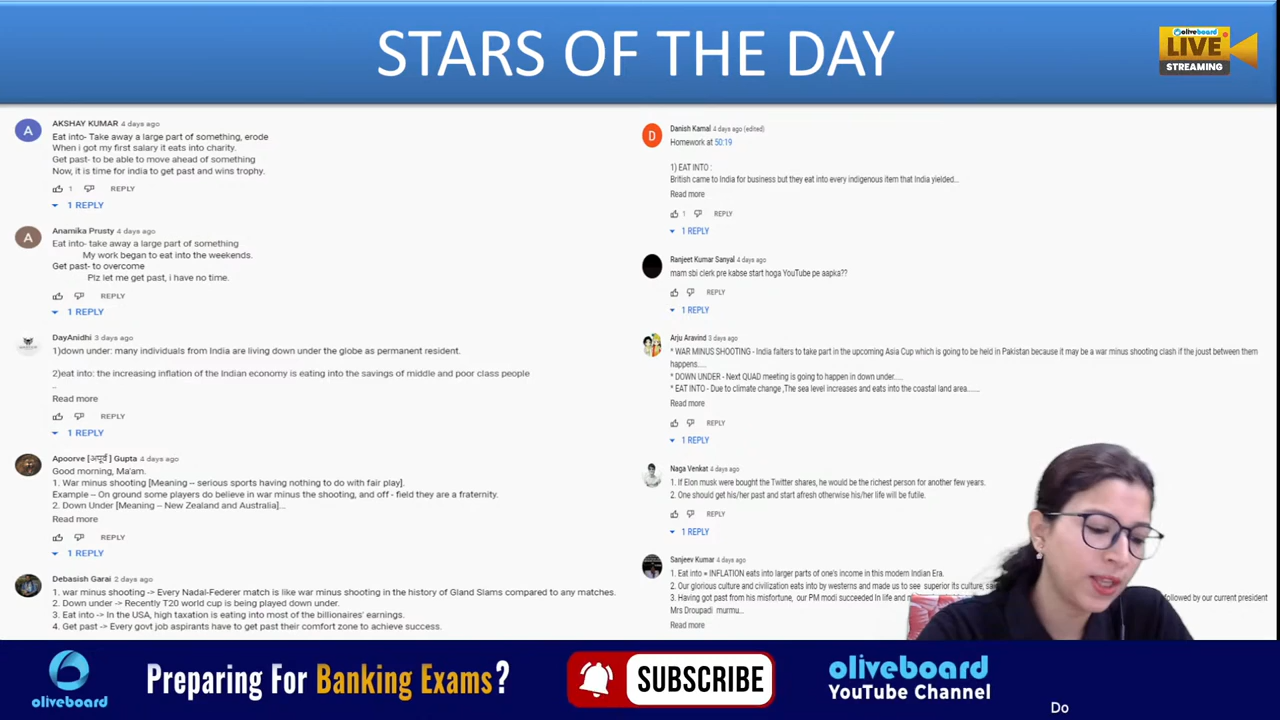 STARS OF THE DAY
oliveboard
LIVE
STREAMING
AKSHAY KUMAR 4 days ago
A
Eat into- Take away a large part of something, erode
When i got my first salary it eats into charity.
Get past- to be able to move ahead of something
Now, it is time for india to get past and wins trophy.
1 REPLY
1 REPLY
Anamika Prusty 4 days ago
A
Eat into- take away a large part of something
My work began to eat into the weekends.
Get past- to overcome
Plz let me get past, i have no time.
REPLY
1 REPLY
DayAnidhi 3 days ago
1)down under: many individuals from India are living down under the globe as permanent resident.
2)eat into: the increasing inflation of the Indian economy is eating into the savings of middle and poor class people
..
Read more
REPLY
1 REPLY
Apoorve [अपूर्व ] Gupta 4 days ago
Good morning, Ma'am.
1. War minus shooting [Meaning – serious sports having nothing to do with fair play].
Example – On ground some players do believe in war minus the shooting, and off - field they are a fraternity.
2. Down Under [Meaning – New Zealand and Australia]...
Read more
REPLY
1 REPLY
Debasish Garai 2 days ago
1. war minus shooting -> Every Nadal-Federer match is like war minus shooting in the history of Gland Slams compared to any matches.
2. Down under -> Recently T20 world cup is being played down under.
3. Eat into -> In the USA, high taxation is eating into most of the billionaires' earnings.
4. Get past -> Every govt job aspirants have to get past their comfort zone to achieve success.
Danish Kamal 4 days ago (edited)
D
Homework at 50:19
1) EAT INTO :
British came to India for business but they eat into every indigenous item that India yielded...
Read more
1 REPLY
1 REPLY
Ranjeet Kumar Sanyal 4 days ago
mam sbi clerk pre kabse start hoga YouTube pe aapka??
REPLY
1 REPLY
Arju Aravind 3 days ago
* WAR MINUS SHOOTING - India falters to take part in the upcoming Asia Cup which is going to be held in Pakistan because it may be a war minus shooting clash if the joust between them
happens....
* DOWN UNDER - Next QUAD meeting is going to happen in down under.....
* EAT INTO - Due to climate change ,The sea level increases and eats into the coastal land area........
Read more
REPLY
1 REPLY
Naga Venkat 4 days ago
1. If Elon musk were bought the Twitter shares, he would be the richest person for another few years.
2. One should get his/her past and start afresh otherwise his/her life will be futile.
REPLY
1 REPLY
Sanjeev Kumar 4 days ago
1. Eat into = INFLATION eats into larger parts of one's income in this modern Indian Era.
2. Our glorious culture and civilization eats into by westerns and made us to see superior its culture,
3. Having got past from his misfortune, our PM modi succeeded In life and followed by our current president
Mrs Droupadi murmu...
Read more
oliveboard
Preparing For Banking Exams?
SUBSCRIBE
oliveboard
YouTube Channel
Do